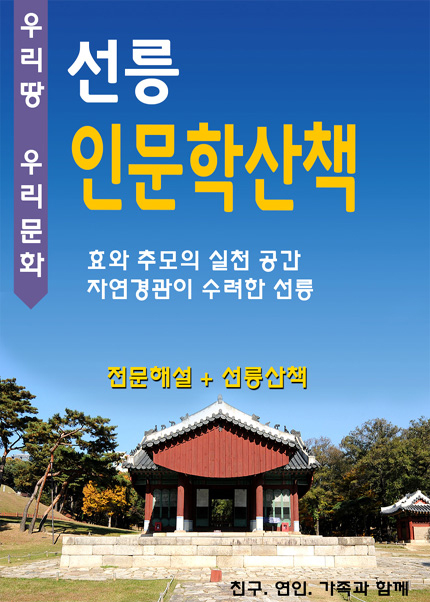 우리땅 우리문화
선릉
인문학산책
효와 추모의 실천 공간
자연경관이 수려한 선릉
전문해설 + 선릉산책
친구. 연인. 가족과 함께